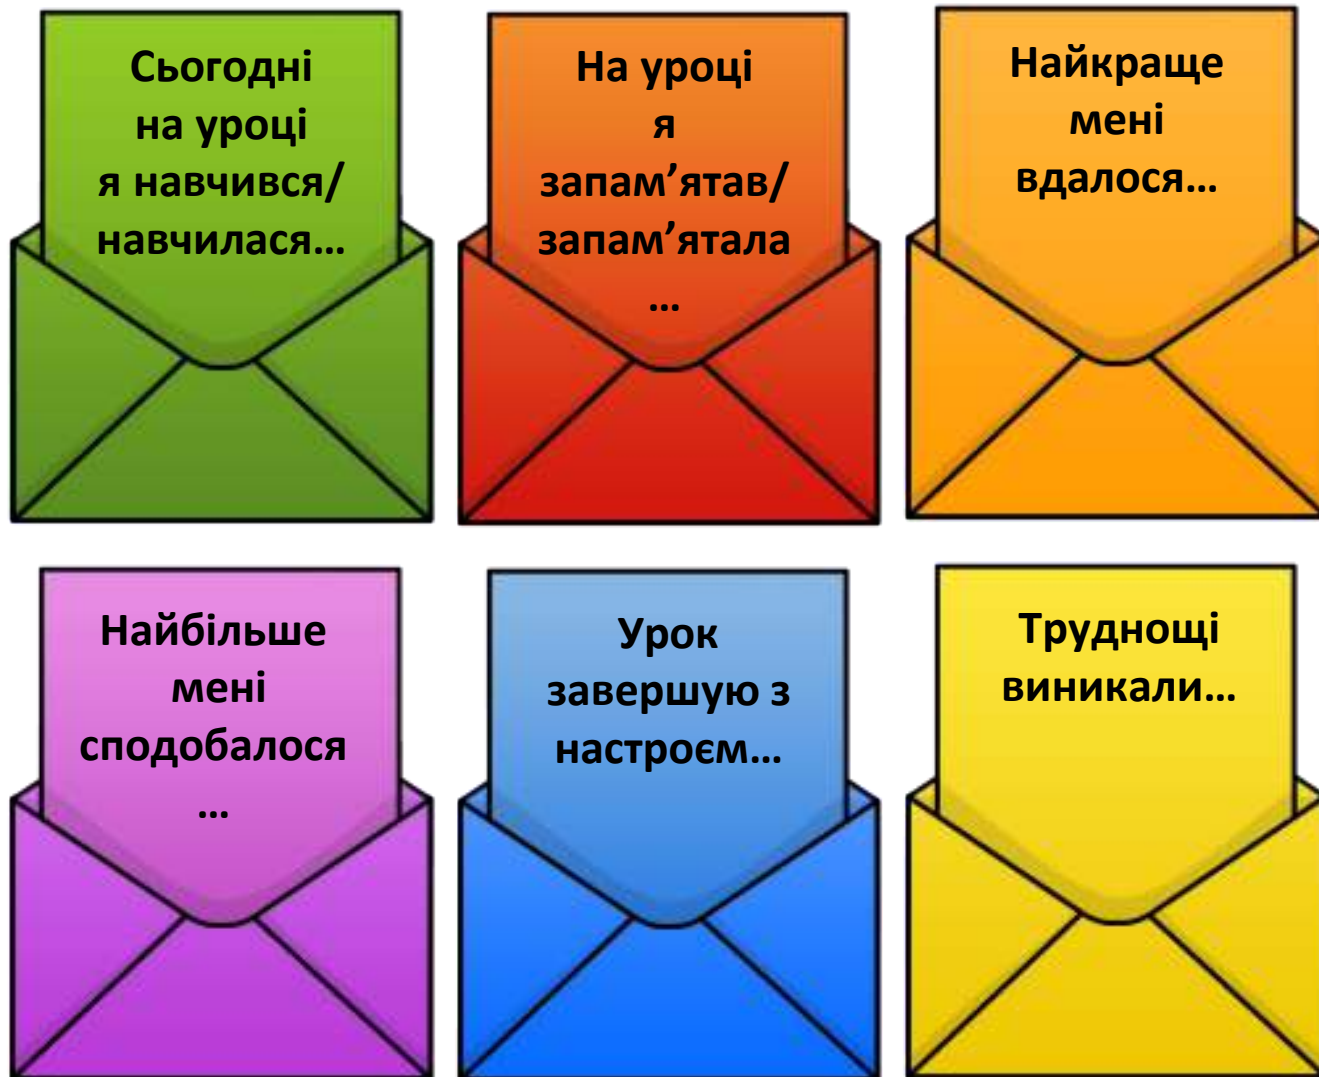 Сьогодні
на уроці
я навчився/
навчилася...
На уроці
я
запам’ятав/
запам’ятала
...
Найкраще
мені
вдалося...
Найбільше
мені
сподобалося
...
Урок
завершую з
настроєм...
Труднощі
виникали...